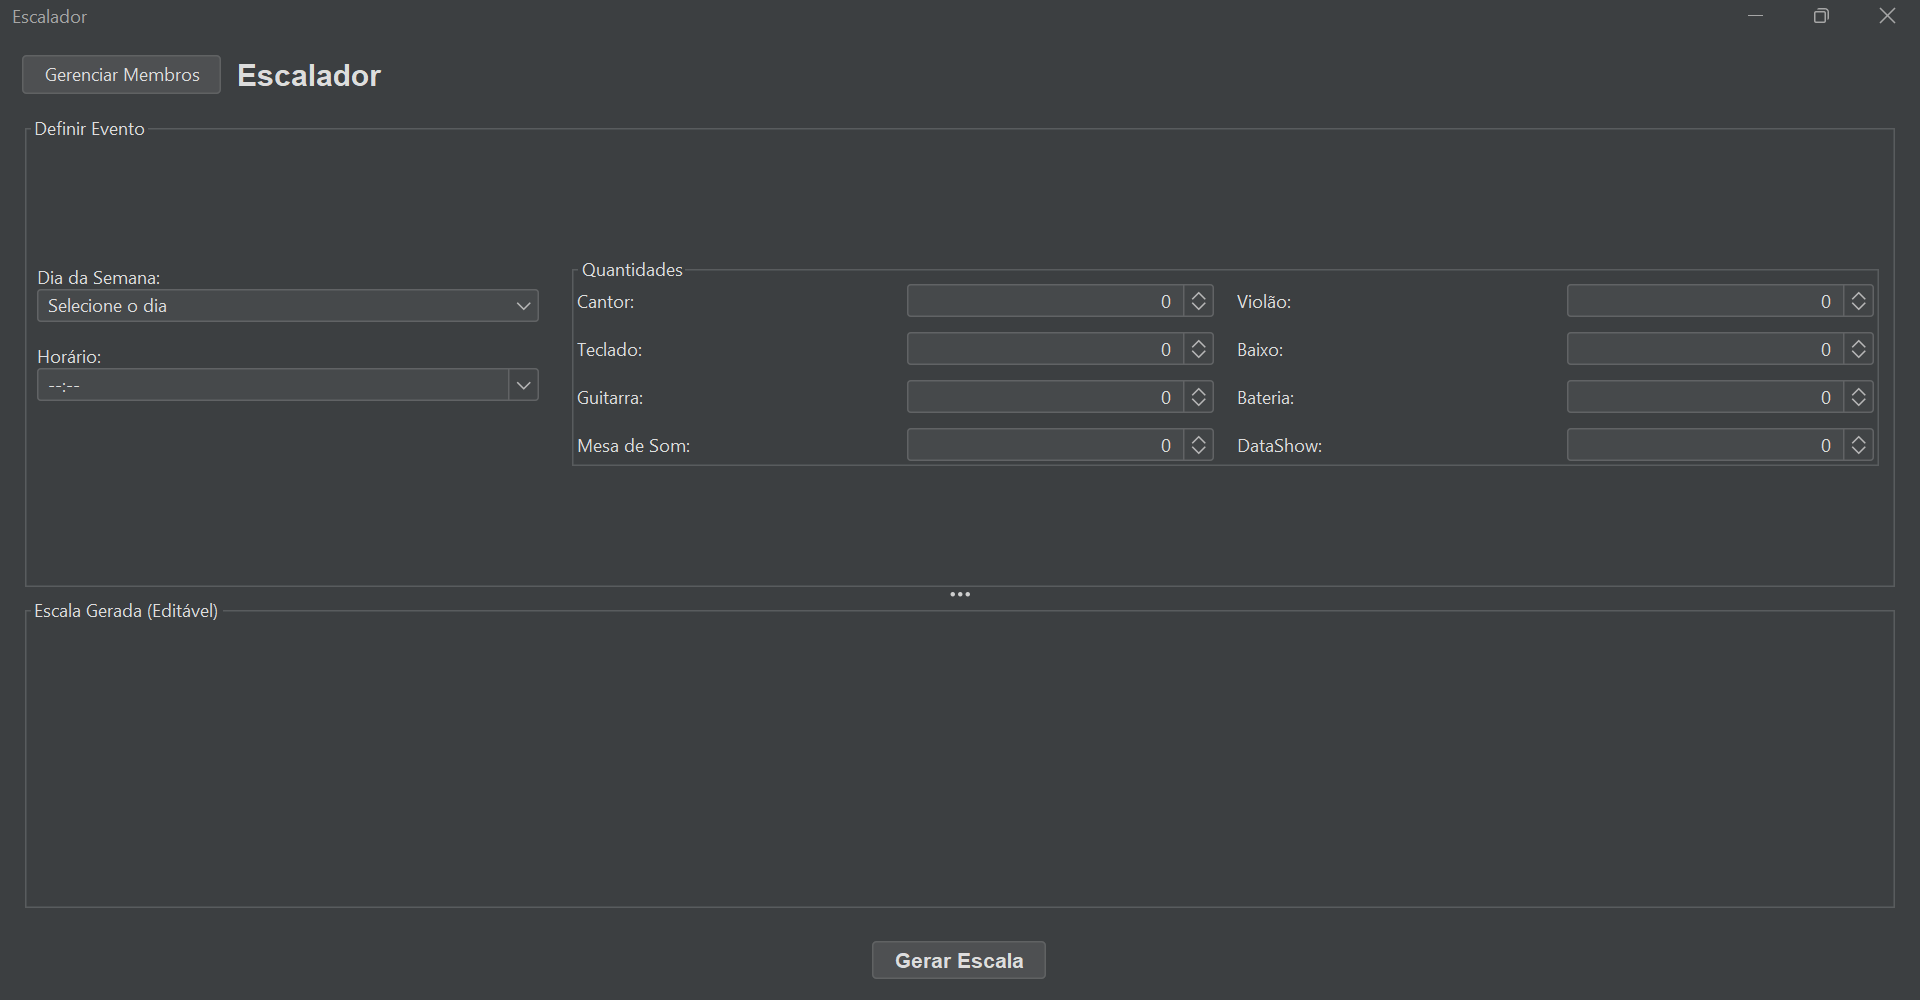 Escalador
Gerenciar Membros
Escalador
Definir Evento
Dia da Semana:
Selecione o dia
Horário:
--:--
Quantidades
Cantor: 0 Violão: 0
Teclado: 0 Baixo: 0
Guitarra: 0 Bateria: 0
Mesa de Som: 0 DataShow: 0
Escala Gerada (Editável)
Gerar Escala